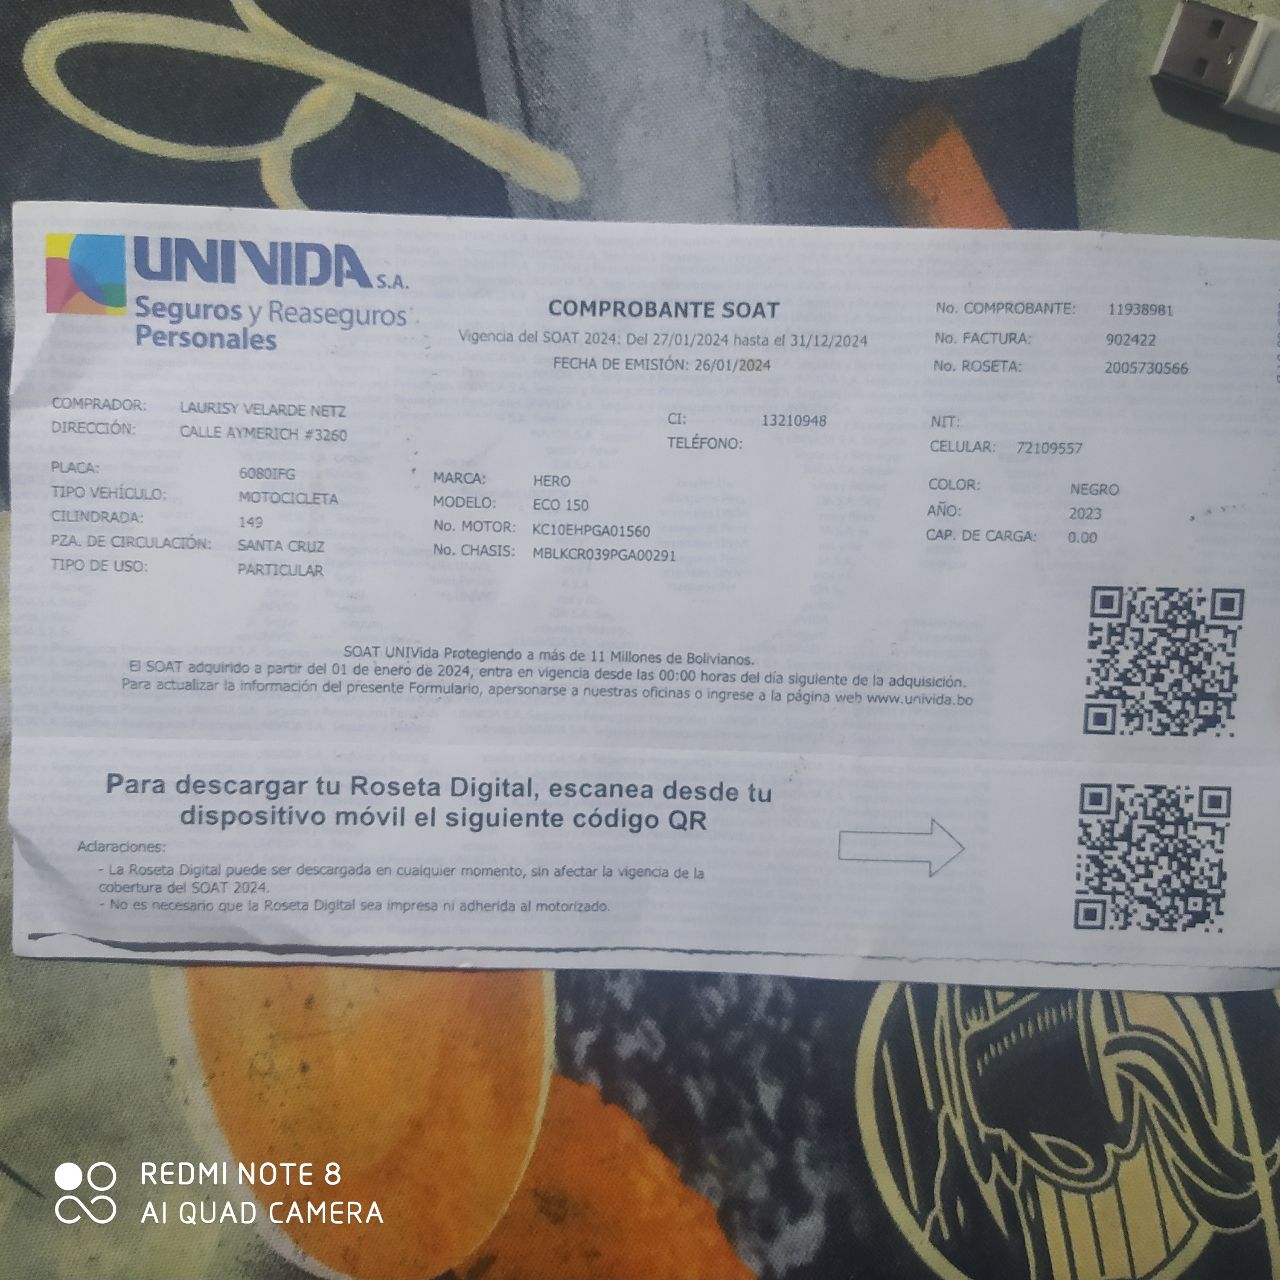 UNIVIDA S.A.
Seguros y Reaseguros
Personales
COMPROBANTE SOAT
Vigencia del SOAT 2024: Del 27/01/2024 hasta el 31/12/2024
FECHA DE EMISIÓN: 26/01/2024
No. COMPROBANTE: 11938981
No. FACTURA: 902422
No. ROSETA: 2005730566
COMPRADOR: LAURISY VELARDE NETZ
DIRECCIÓN: CALLE AYMERICH #3260
CI: 13210948
TELÉFONO:
NIT:
CELULAR: 72109557
PLACA: 6080IFG
TIPO VEHÍCULO: MOTOCICLETA
CILINDRADA: 149
PZA. DE CIRCULACIÓN: SANTA CRUZ
TIPO DE USO: PARTICULAR
MARCA: HERO
MODELO: ECO 150
No. MOTOR: KC10EHPGA01560
No. CHASIS: MBLKCR039PGA00291
COLOR: NEGRO
AÑO: 2023
CAP. DE CARGA: 0.00
SOAT UNIVida Protegiendo a más de 11 Millones de Bolivianos.
El SOAT adquirido a partir del 01 de enero de 2024, entra en vigencia desde las 00:00 horas del día siguiente de la adquisición.
Para actualizar la información del presente Formulario, apersonarse a nuestras oficinas o ingrese a la página web www.univida.bo
Para descargar tu Roseta Digital, escanea desde tu
dispositivo móvil el siguiente código QR
Aclaraciones:
- La Roseta Digital puede ser descargada en cualquier momento, sin afectar la vigencia de la
cobertura del SOAT 2024.
- No es necesario que la Roseta Digital sea impresa ni adherida al motorizado.
REDMI NOTE 8
AI QUAD CAMERA